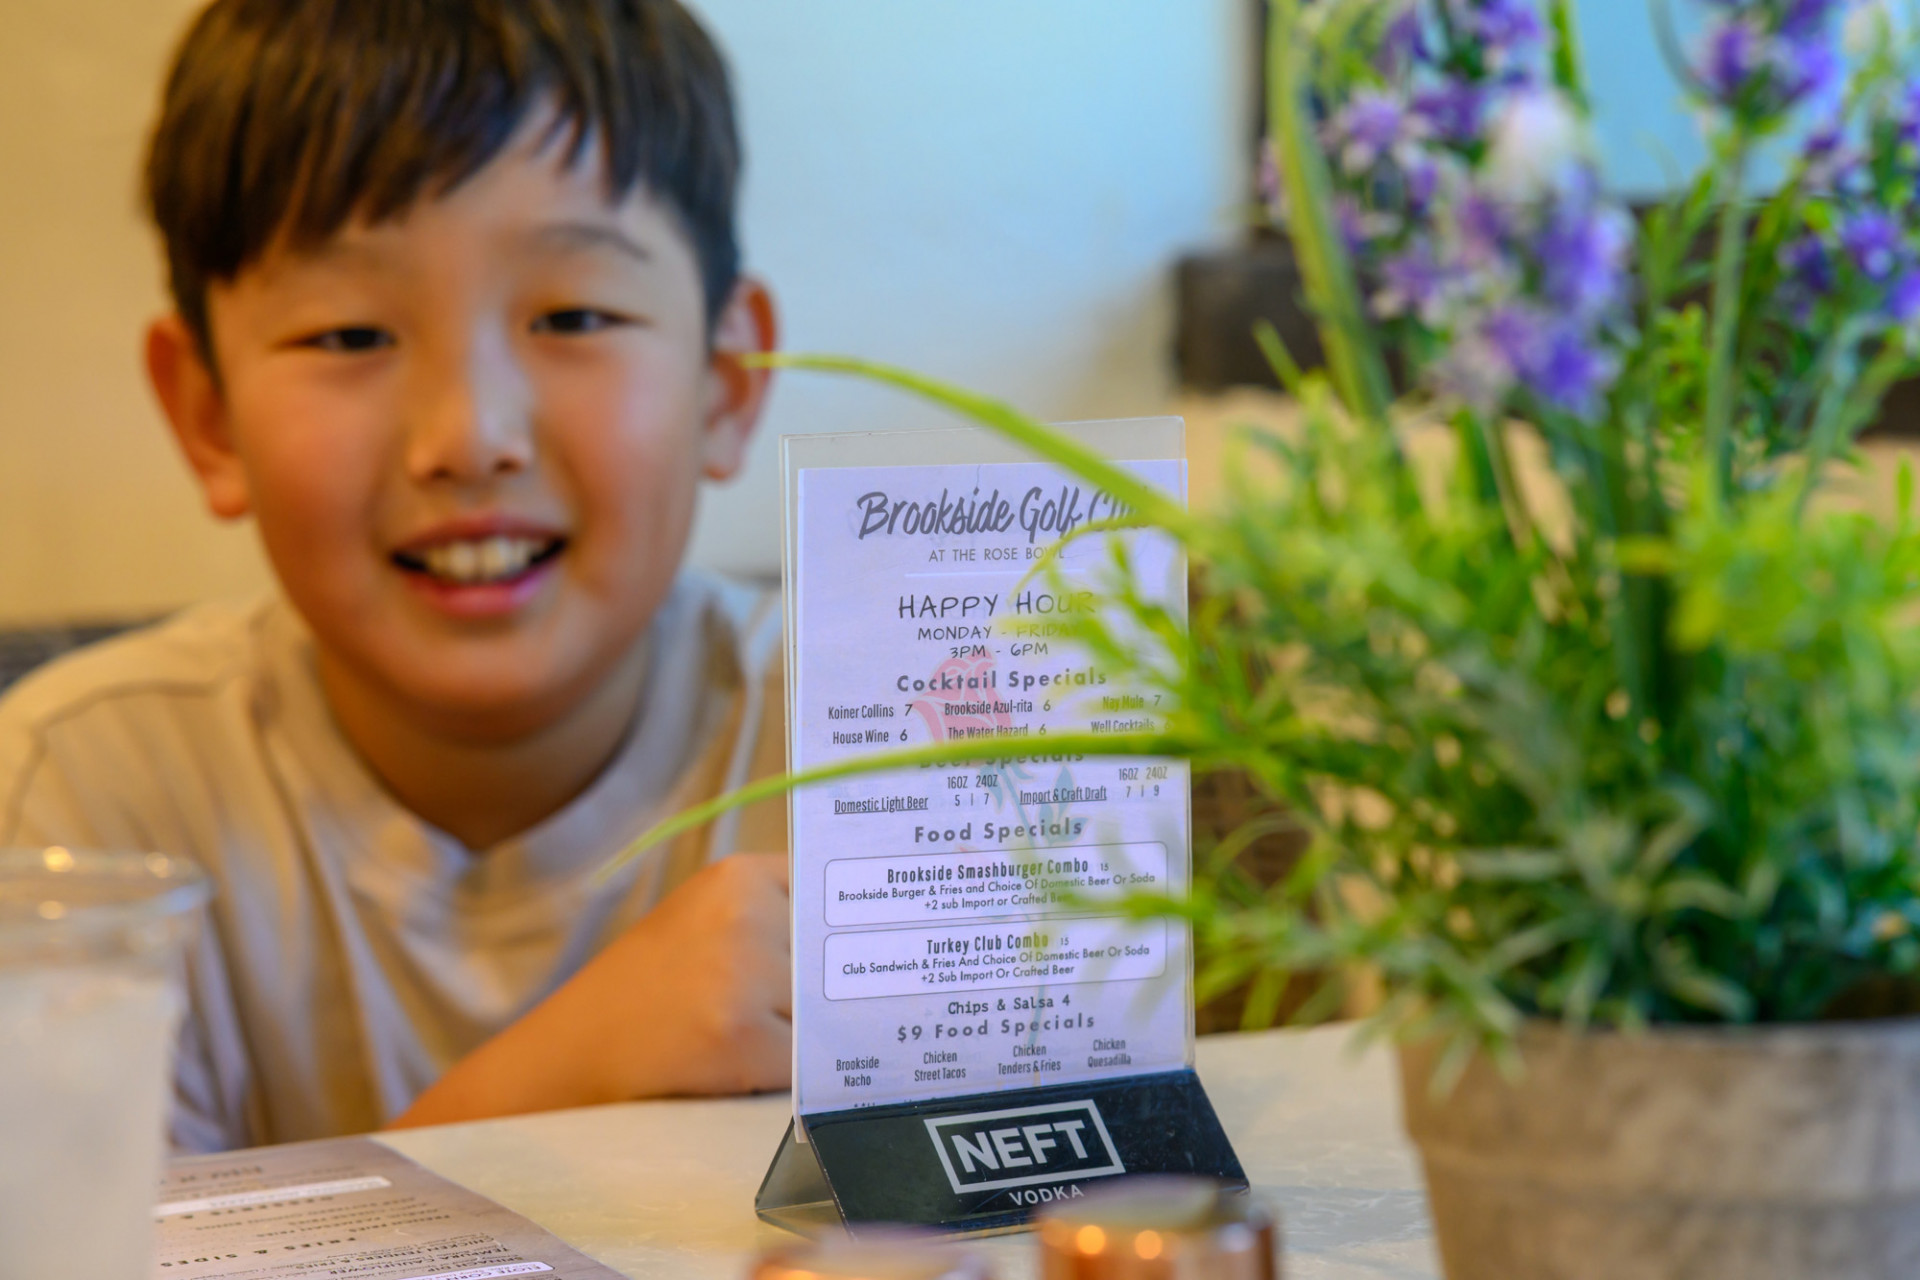 Brookside Golf
AT THE ROSE BOWL
HAPPY HOUR
MONDAY - FRIDAY
3PM - 6PM
Cocktail Specials
Koiner Collins 7 Brookside Azul-rita 6 Nay Mule 7
House Wine 6 The Water Hazard 6 Well Cocktails 6
Beer Specials
16OZ 24OZ 16OZ 24OZ
Domestic Light Beer 5 | 7 Import & Craft Draft 7 | 9
Food Specials
Brookside Smashburger Combo 15
Brookside Burger & Fries and Choice Of Domestic Beer Or Soda
+2 sub Import or Crafted Beer
Turkey Club Combo 15
Club Sandwich & Fries And Choice Of Domestic Beer Or Soda
+2 Sub Import Or Crafted Beer
Chips & Salsa 4
$9 Food Specials
Brookside Chicken Chicken Chicken
Nacho Street Tacos Tenders & Fries Quesadilla
NEFT
VODKA
FRIES & SIDES